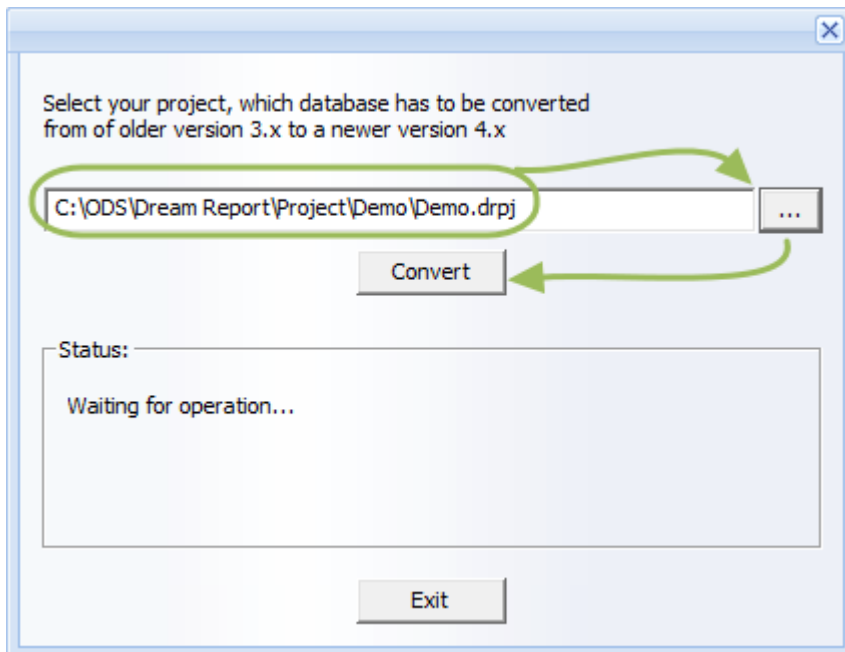 Select your project, which database has to be converted
from of older version 3.x to a newer version 4.x
C:\ODS\Dream Report\Project\Demo\Demo.drpj
...
Convert
Status:
Waiting for operation...
Exit